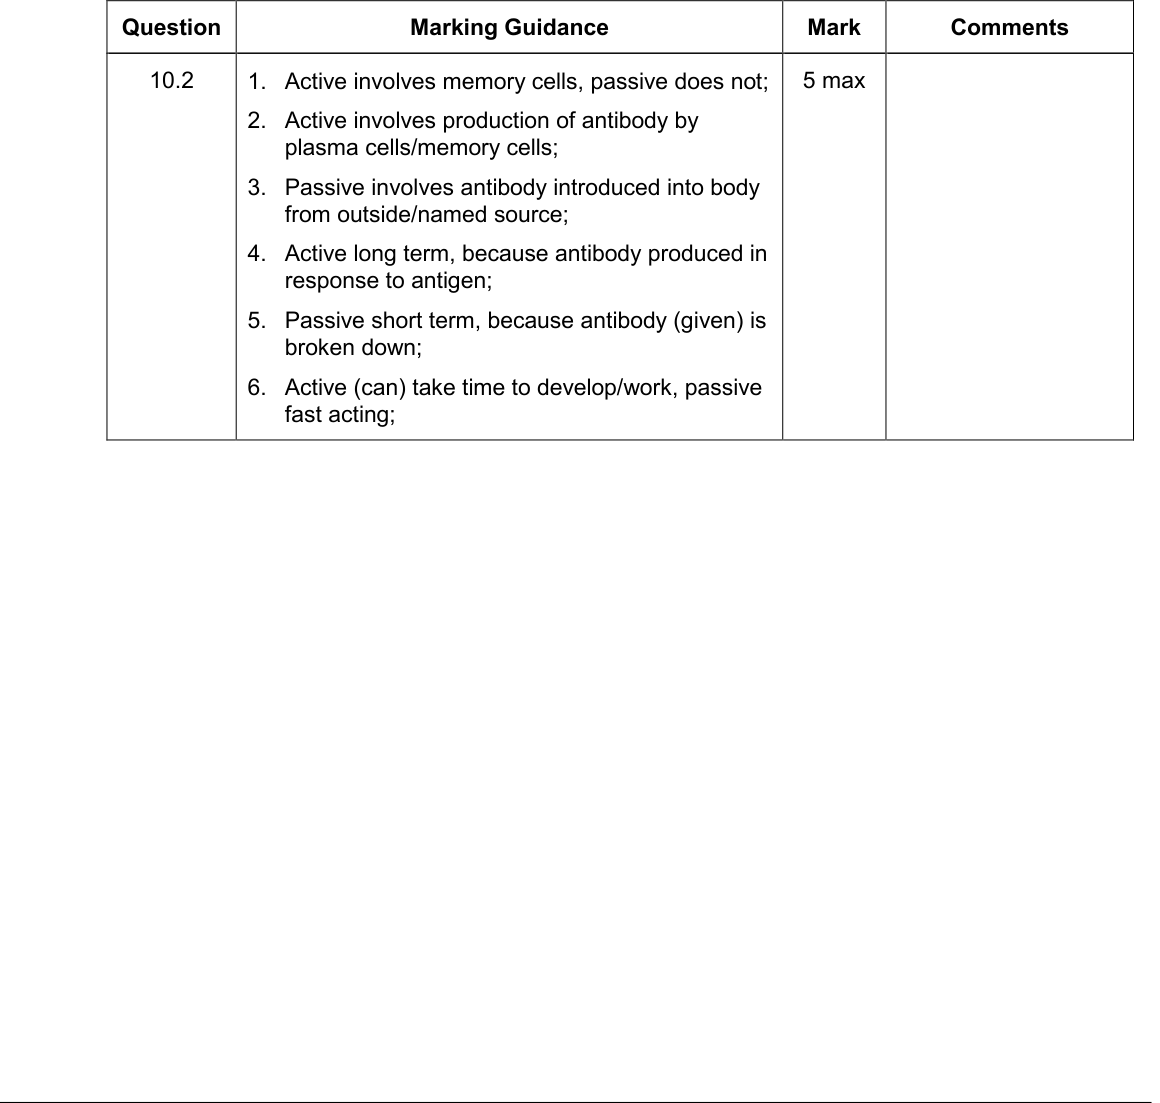 Question Marking Guidance Mark Comments
10.2 1. Active involves memory cells, passive does not; 5 max
2. Active involves production of antibody by
plasma cells/memory cells;
3. Passive involves antibody introduced into body
from outside/named source;
4. Active long term, because antibody produced in
response to antigen;
5. Passive short term, because antibody (given) is
broken down;
6. Active (can) take time to develop/work, passive
fast acting;